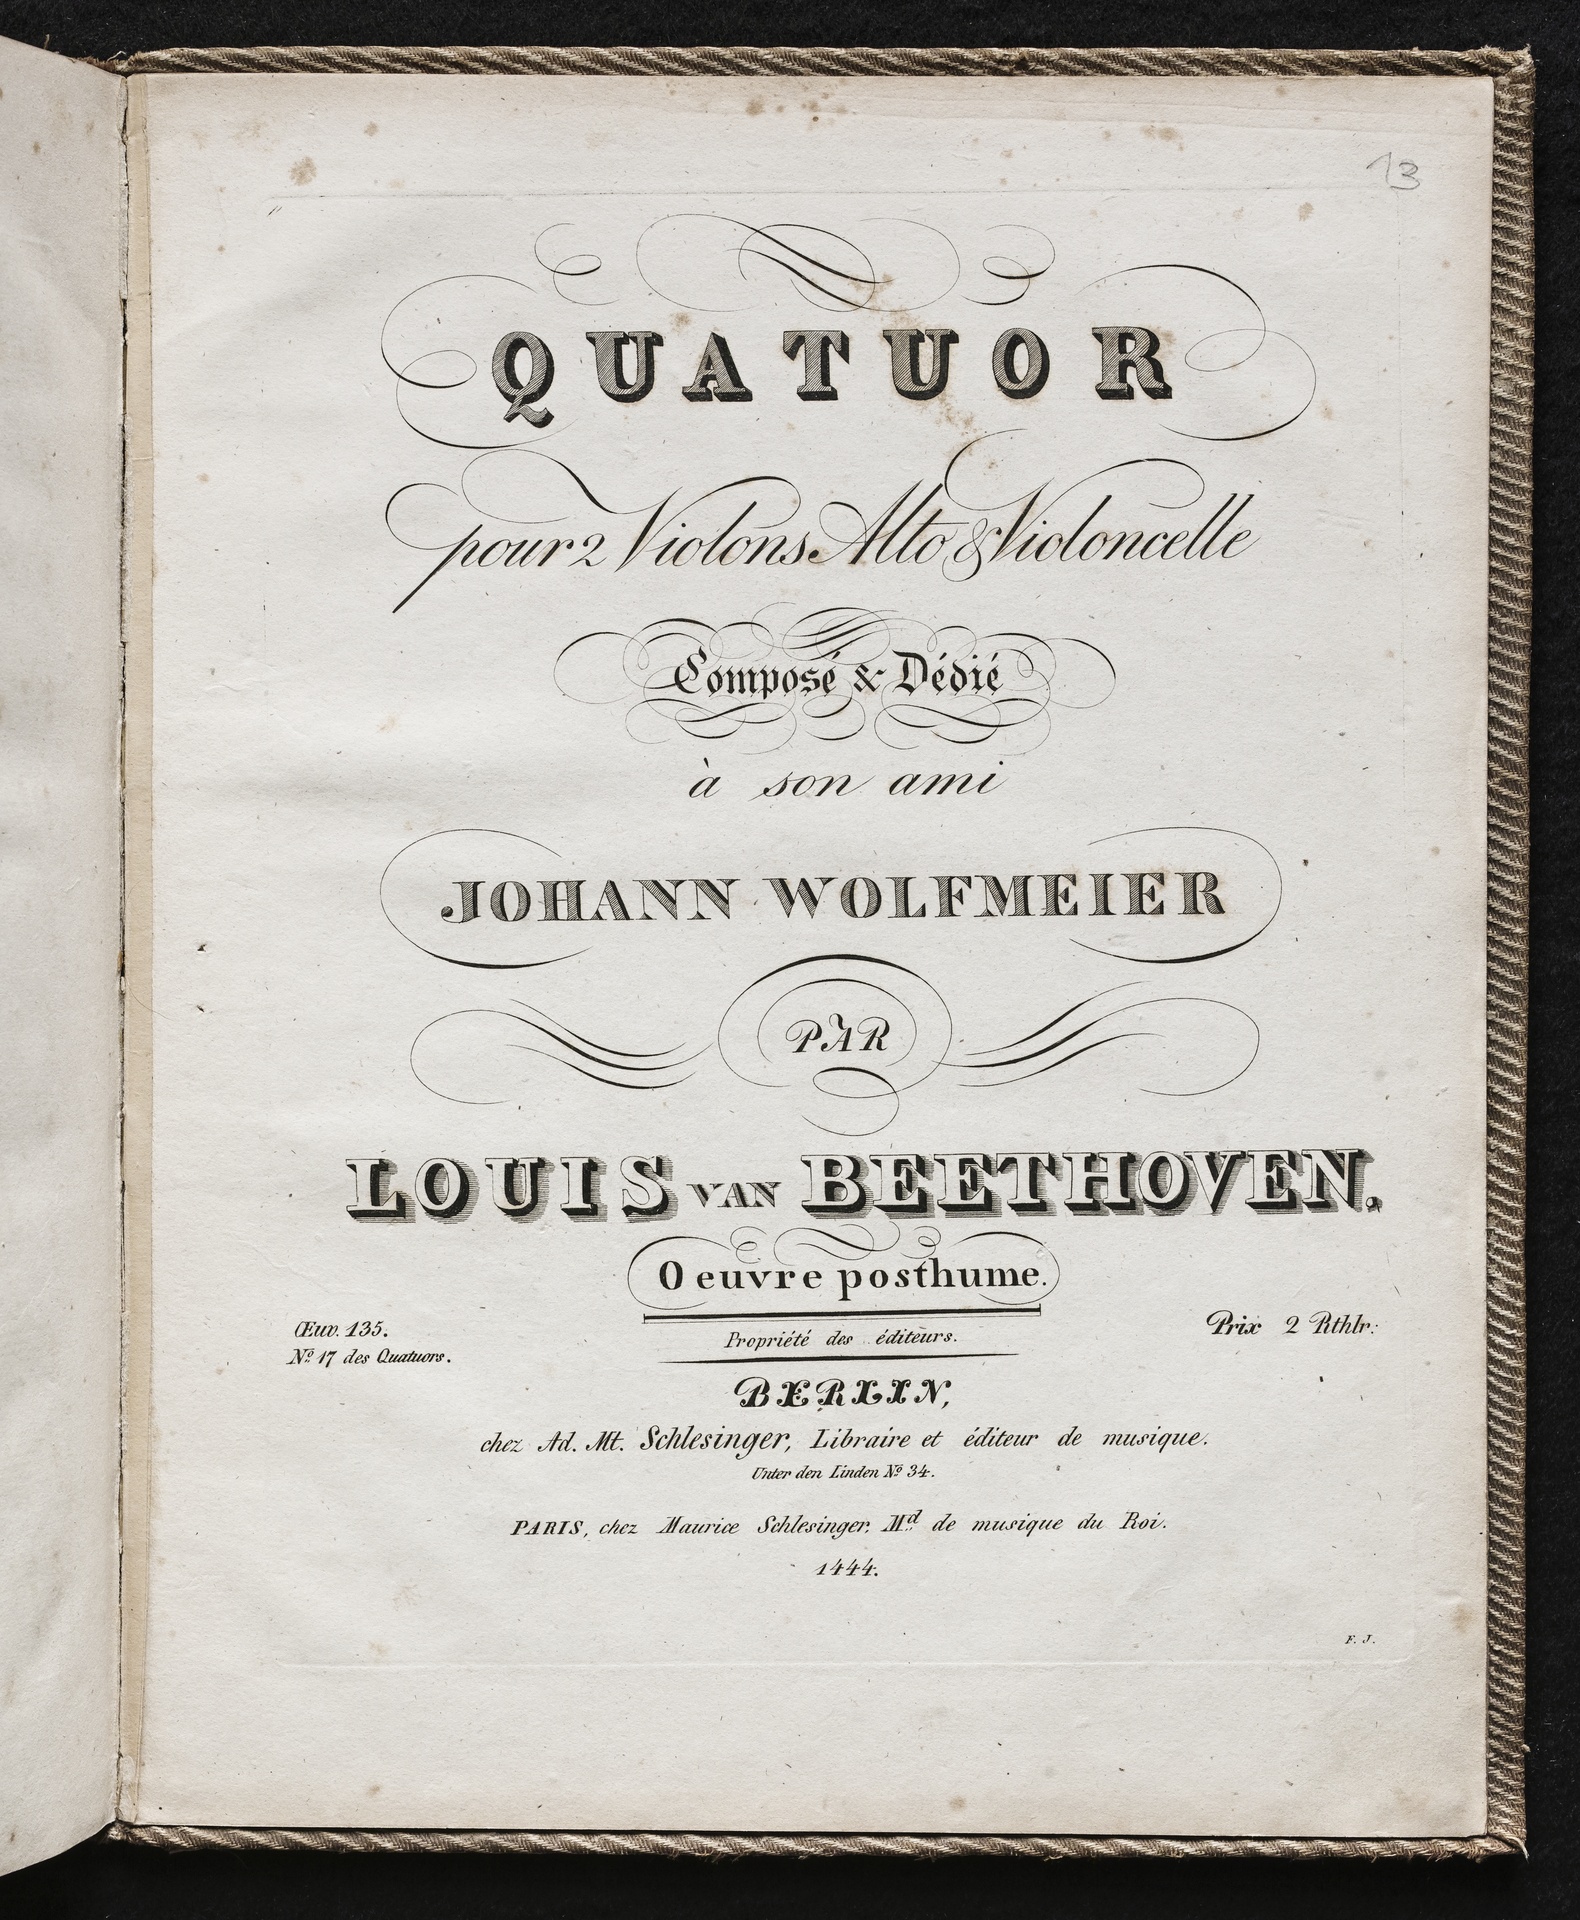 13
QUATUOR
pour 2 Violons Alto & Violoncelle
Composé & Dédié
à son ami
JOHANN WOLFMEIER
PAR
LOUIS VAN BEETHOVEN.
Oeuvre posthume.
Œuv. 135.
Prix 2 Rthlr:
Propriété des éditeurs.
No. 17 des Quatuors.
BERLIN,
chez Ad. Mt. Schlesinger, Libraire et éditeur de musique.
Unter den Linden No. 34.
PARIS, chez Maurice Schlesinger. Md. de musique du Roi.
1444.
F. J.